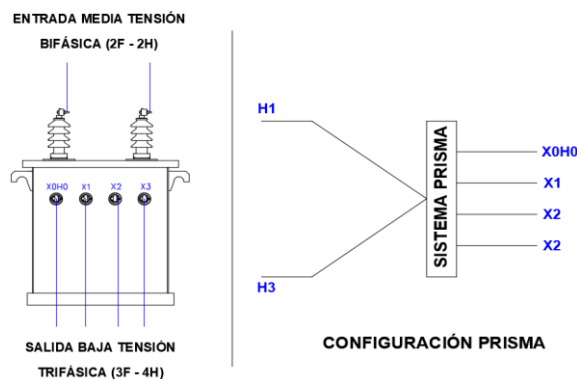 ENTRADA MEDIA TENSIÓN
BIFÁSICA (2F - 2H)
X0H0 X1 X2 X3
SALIDA BAJA TENSIÓN
TRIFÁSICA (3F - 4H)
H1
H3
SISTEMA PRISMA
X0H0
X1
X2
X2
CONFIGURACIÓN PRISMA